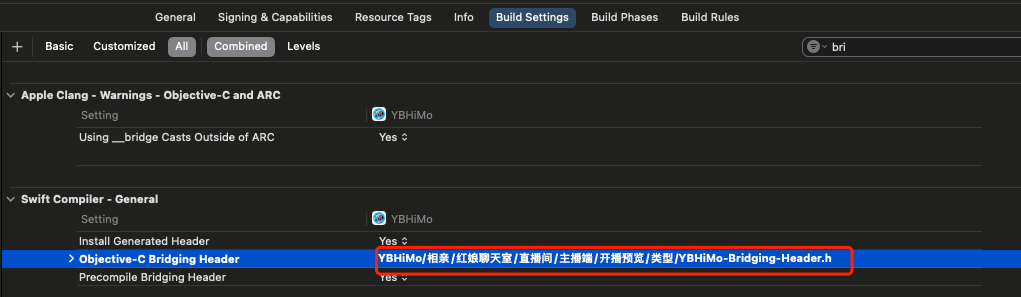 General Signing & Capabilities Resource Tags Info Build Settings Build Phases Build Rules
+ Basic Customized All Combined Levels bri
Apple Clang - Warnings - Objective-C and ARC
Setting YBHiMo
Using __bridge Casts Outside of ARC Yes
Swift Compiler - General
Setting YBHiMo
Install Generated Header Yes
Objective-C Bridging Header YBHiMo/相亲/红娘聊天室/直播间/主播端/开播预览/类型/YBHiMo-Bridging-Header.h
Precompile Bridging Header Yes